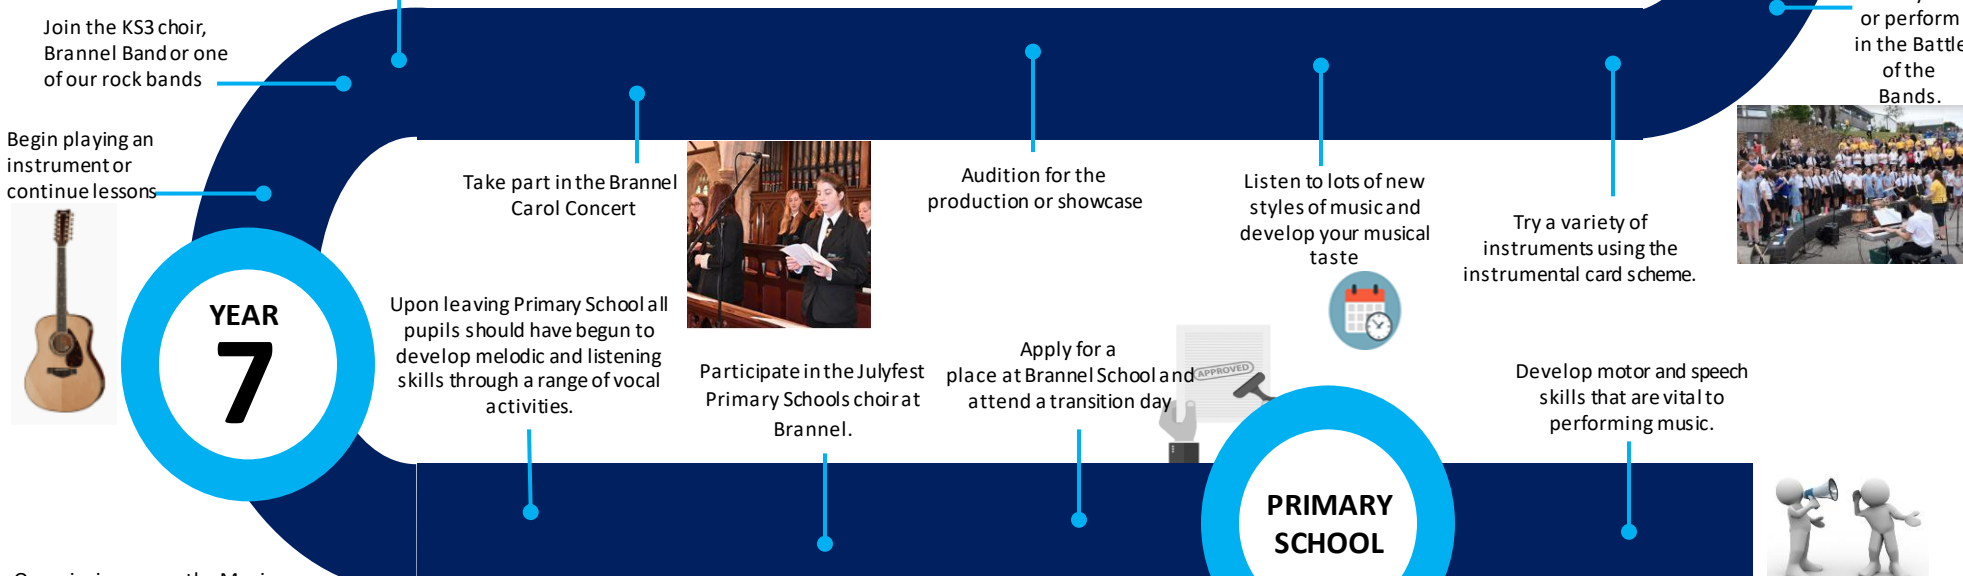 Join the KS3 choir,
Brannel Band or one
of our rock bands
or perform
in the Battle
of the
Bands.
Begin playing an
instrument or
continue lessons
Take part in the Brannel
Carol Concert
Audition for the
production or showcase
Listen to lots of new
styles of music and
develop your musical
taste
Try a variety of
instruments using the
instrumental card scheme.
YEAR
7
Upon leaving Primary School all
pupils should have begun to
develop melodic and listening
skills through a range of vocal
activities.
Participate in the Julyfest
Primary Schools choir at
Brannel.
Apply for a
place at Brannel School and
attend a transition day
APPROVED
Develop motor and speech
skills that are vital to
performing music.
PRIMARY
SCHOOL